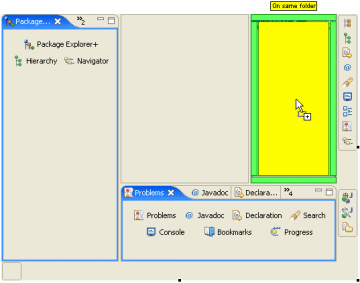 On same folder
Package...
»2
Package Explorer+
Hierarchy Navigator
Problems Javadoc Declara... »4
Problems Javadoc Declaration Search
Console Bookmarks Progress